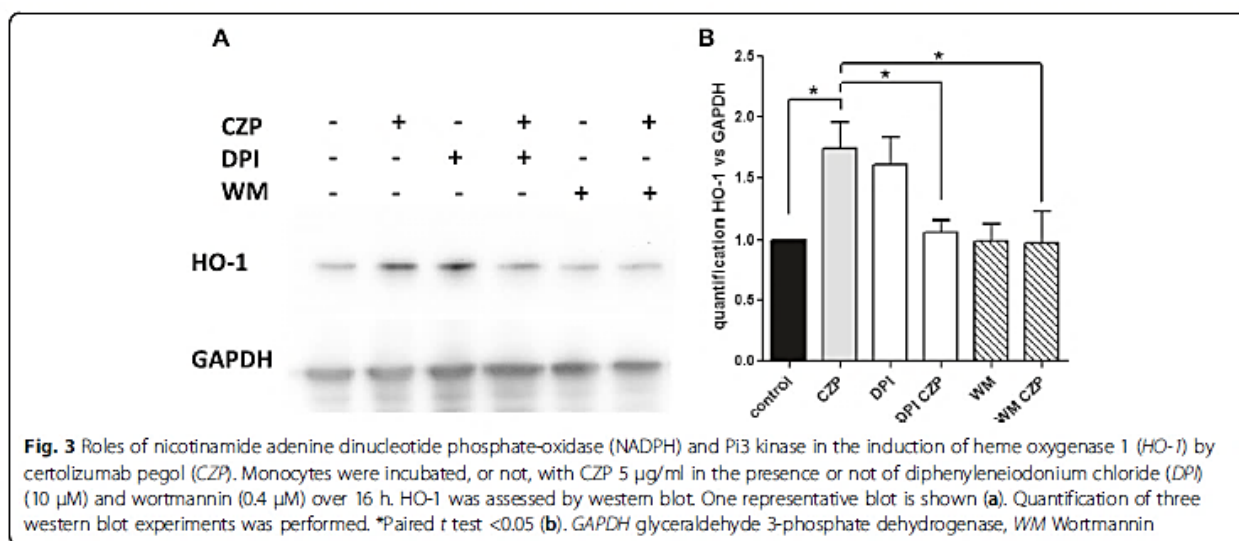 A
CZP - + - + - +
DPI - - + + - -
WM - - - - + +
HO-1
GAPDH
B
quantification HO-1 vs GAPDH
2.5
2.0
1.5
1.0
0.5
0.0
* * *
control CZP DPI DPI CZP WM WM CZP
Fig. 3 Roles of nicotinamide adenine dinucleotide phosphate-oxidase (NADPH) and Pi3 kinase in the induction of heme oxygenase 1 (HO-1) by
certolizumab pegol (CZP). Monocytes were incubated, or not, with CZP 5 μg/ml in the presence or not of diphenyleneiodonium chloride (DPI)
(10 μM) and wortmannin (0.4 μM) over 16 h. HO-1 was assessed by western blot. One representative blot is shown (a). Quantification of three
western blot experiments was performed. *Paired t test <0.05 (b). GAPDH glyceraldehyde 3-phosphate dehydrogenase, WM Wortmannin